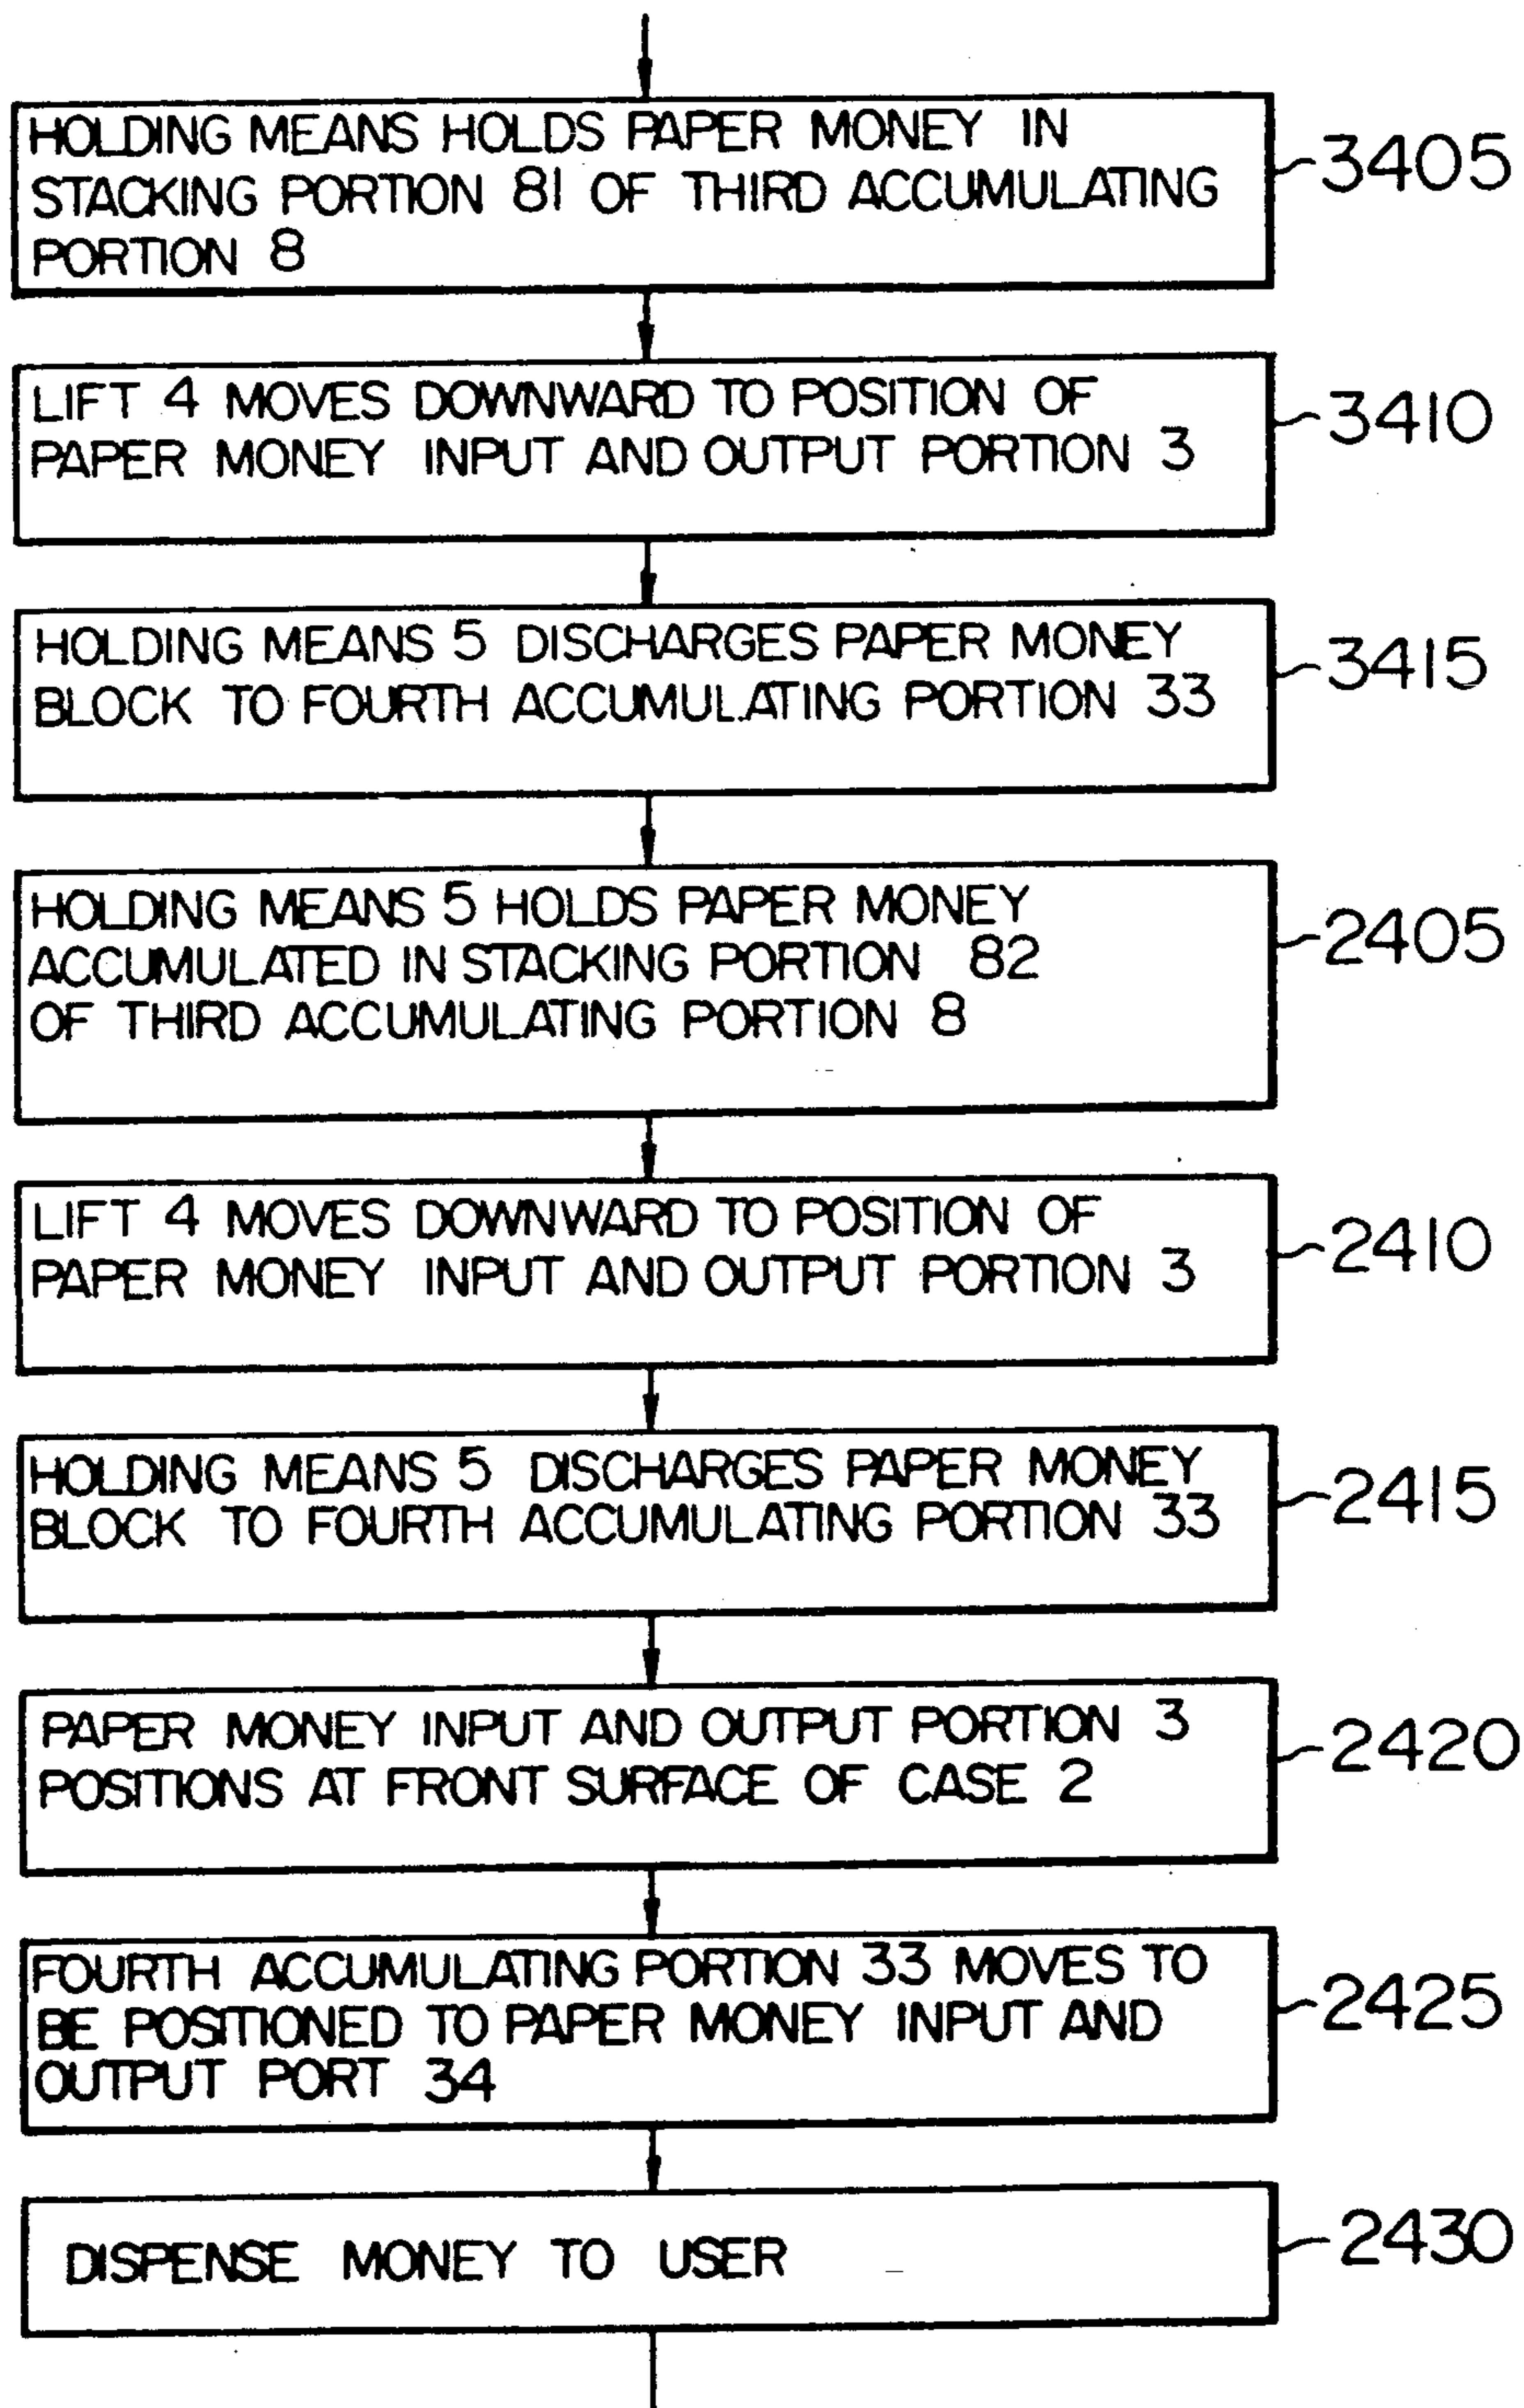 HOLDING MEANS HOLDS PAPER MONEY IN
STACKING PORTION 81 OF THIRD ACCUMULATING
PORTION 8
3405
LIFT 4 MOVES DOWNWARD TO POSITION OF
PAPER MONEY INPUT AND OUTPUT PORTION 3
3410
HOLDING MEANS 5 DISCHARGES PAPER MONEY
BLOCK TO FOURTH ACCUMULATING PORTION 33
3415
HOLDING MEANS 5 HOLDS PAPER MONEY
ACCUMULATED IN STACKING PORTION 82
OF THIRD ACCUMULATING PORTION 8
2405
LIFT 4 MOVES DOWNWARD TO POSITION OF
PAPER MONEY INPUT AND OUTPUT PORTION 3
2410
HOLDING MEANS 5 DISCHARGES PAPER MONEY
BLOCK TO FOURTH ACCUMULATING PORTION 33
2415
PAPER MONEY INPUT AND OUTPUT PORTION 3
POSITIONS AT FRONT SURFACE OF CASE 2
2420
FOURTH ACCUMULATING PORTION 33 MOVES TO
BE POSITIONED TO PAPER MONEY INPUT AND
OUTPUT PORT 34
2425
DISPENSE MONEY TO USER
2430